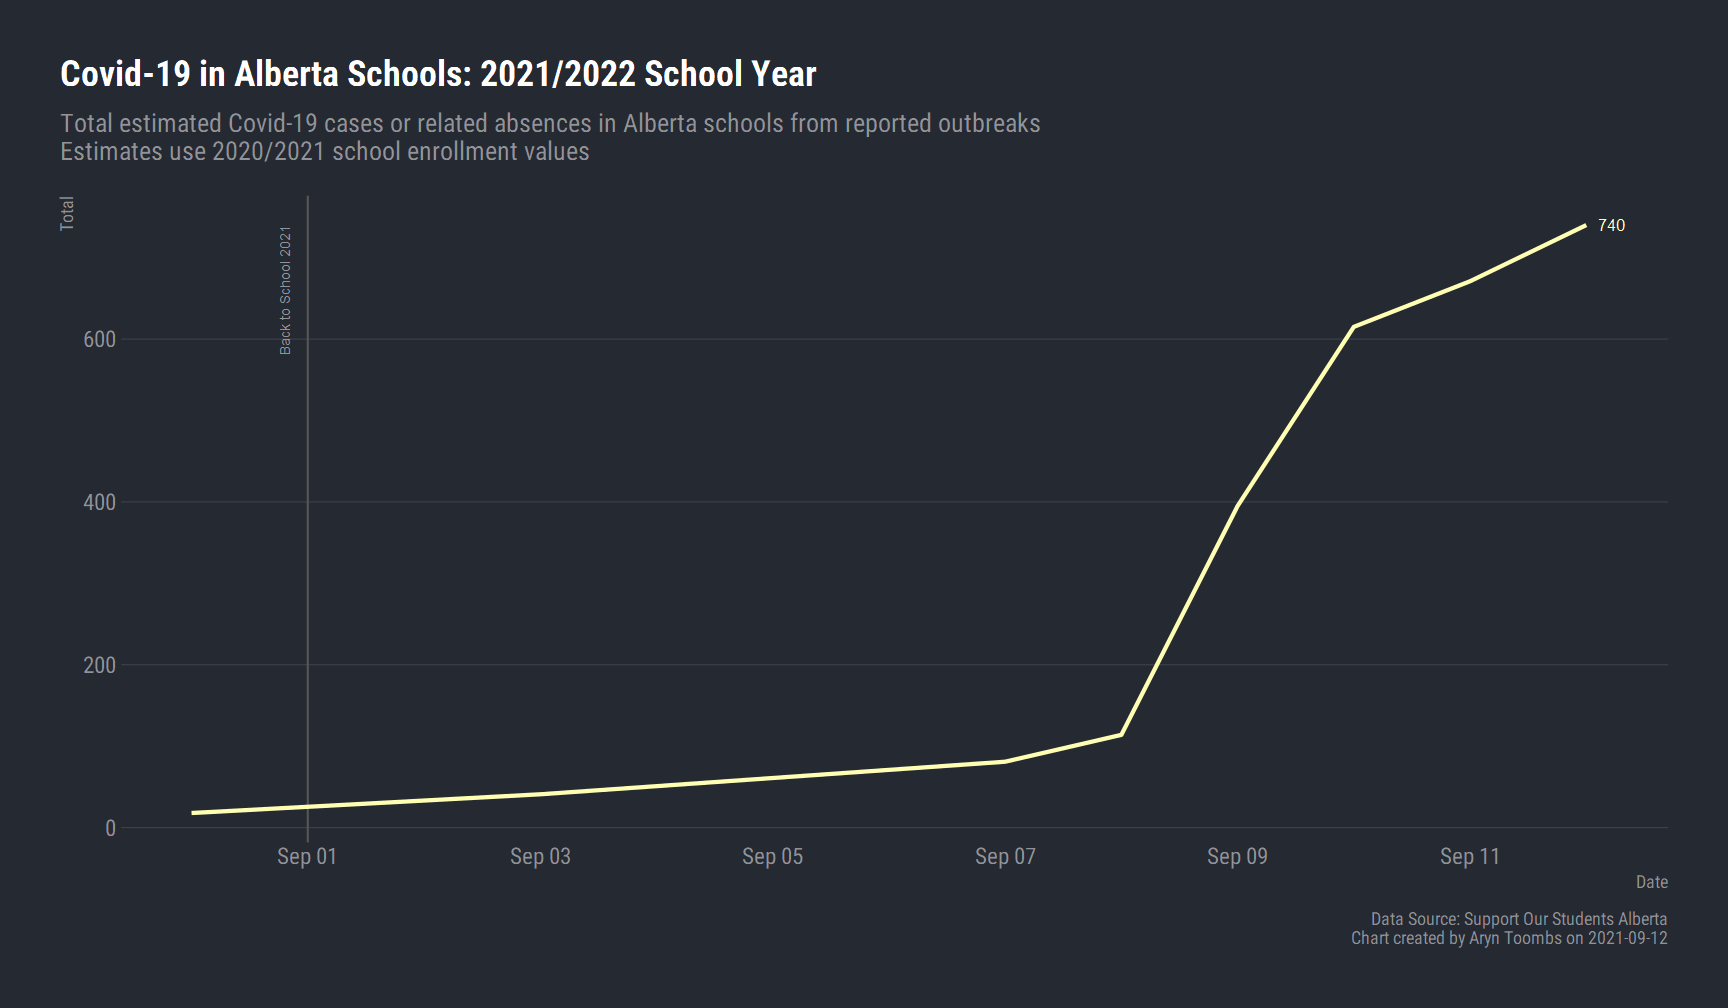 Covid-19 in Alberta Schools: 2021/2022 School Year
Total estimated Covid-19 cases or related absences in Alberta schools from reported outbreaks
Estimates use 2020/2021 school enrollment values
Total
Back to School 2021
740
600
400
200
0
Sep 01 Sep 03 Sep 05 Sep 07 Sep 09 Sep 11
Date
Data Source: Support Our Students Alberta
Chart created by Aryn Toombs on 2021-09-12